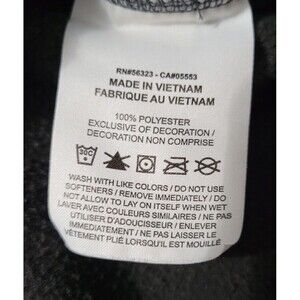 RN#56323 - CA#05553
MADE IN VIETNAM
FABRIQUE AU VIETNAM
100% POLYESTER
EXCLUSIVE OF DECORATION /
DECORATION NON COMPRISE
30C
WASH WITH LIKE COLORS / DO NOT USE
SOFTENERS / REMOVE IMMEDIATELY / DO
NOT ALLOW TO LAY ON ITSELF WHEN WET
LAVER AVEC COULEURS SIMILAIRES / NE PAS
UTILISER D'ADOUCISSEUR / ENLEVER
IMMEDIATEMENT / NE PAS LAISSER LE
VÊTEMENT PLIÉ LORSQU'IL EST MOUILLÉ